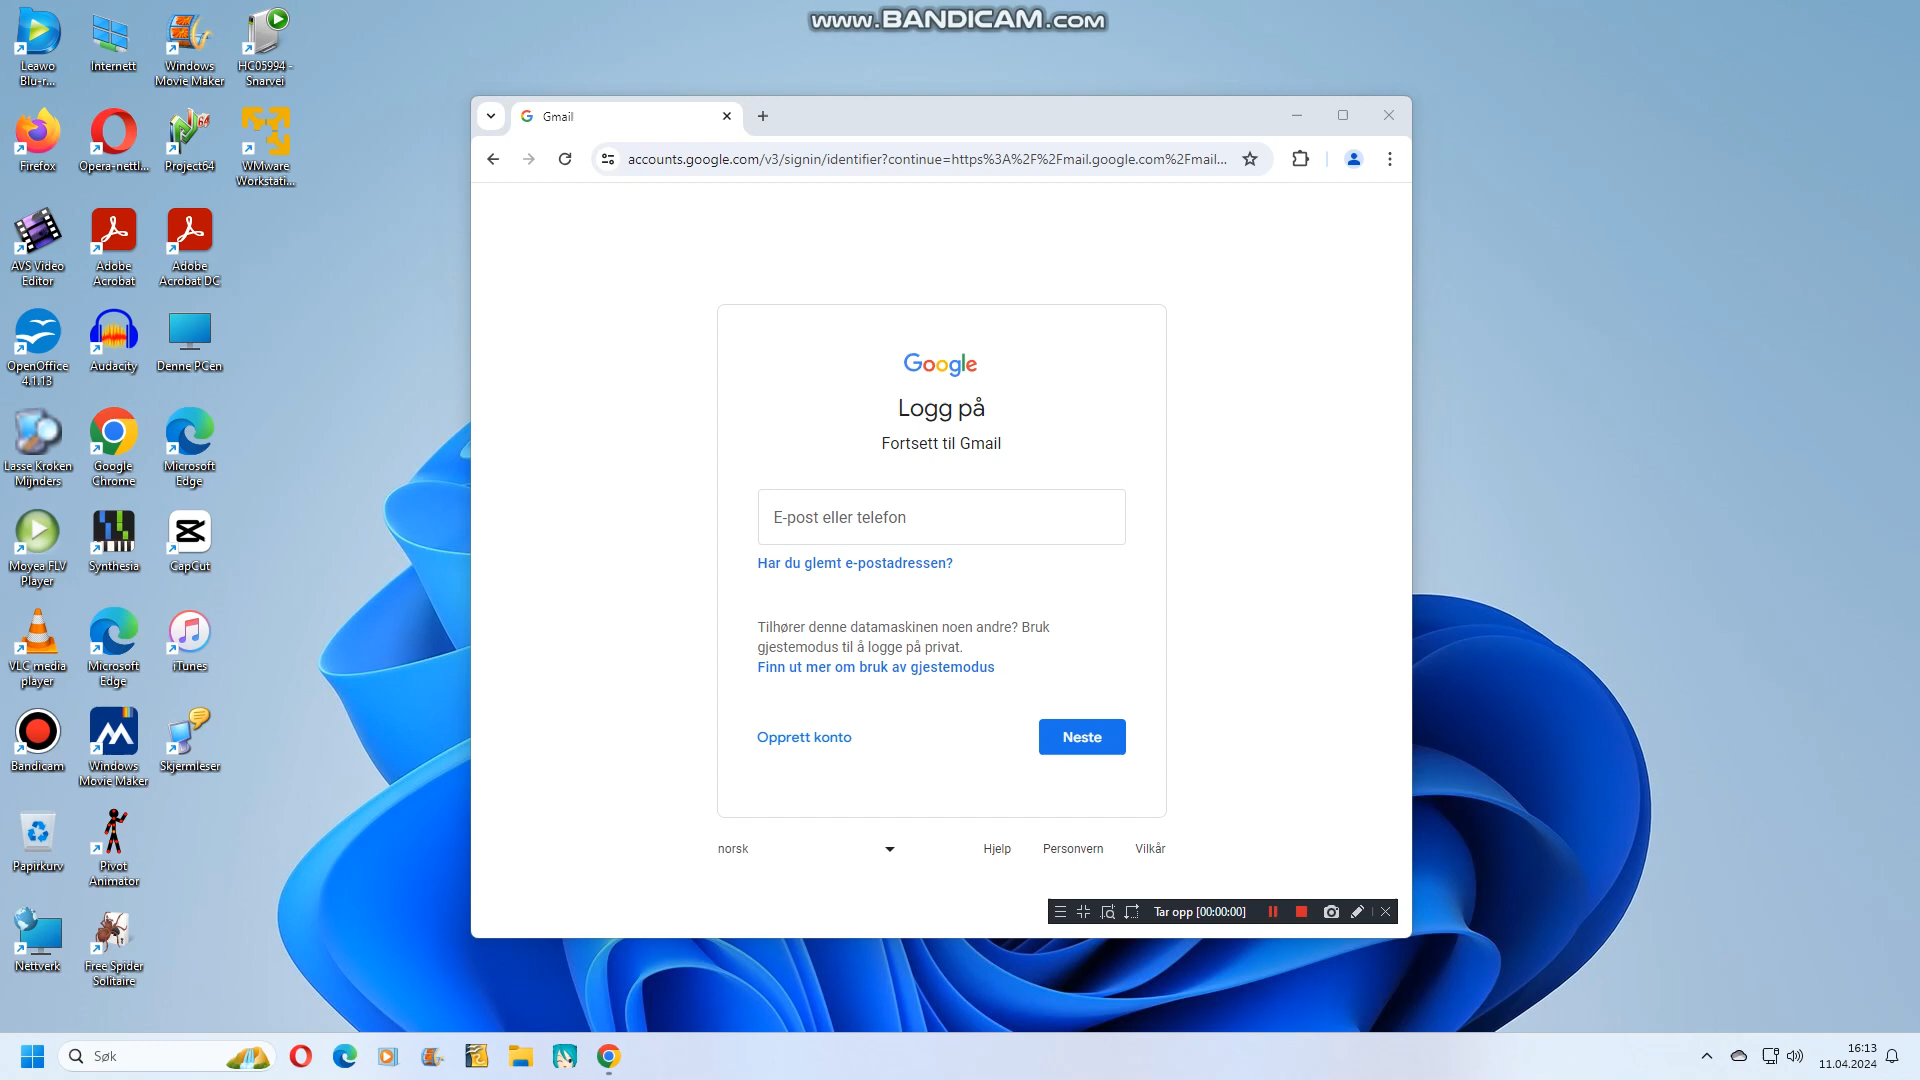 www.BANDICAM.com
Leawo
Blu-r...
Internett
Windows
Movie Maker
HC05994 -
Snarvei
Firefox
Opera-nettl...
Project64
WMware
Workstati...
AVS Video
Editor
Adobe
Acrobat
Adobe
Acrobat DC
OpenOffice
4.1.13
Audacity
Denne PCen
Lasse Kroken
Mijnders
Google
Chrome
Microsoft
Edge
Moyea FLV
Player
Synthesia
CapCut
VLC media
player
Microsoft
Edge
iTunes
Bandicam
Windows
Movie Maker
Skjermleser
Papirkurv
Pivot
Animator
Nettverk
Free Spider
Solitaire
Gmail
accounts.google.com/v3/signin/identifier?continue=https%3A%2F%2Fmail.google.com%2Fmail...
Google
Logg på
Fortsett til Gmail
E-post eller telefon
Har du glemt e-postadressen?
Tilhører denne datamaskinen noen andre? Bruk
gjestemodus til å logge på privat.
Finn ut mer om bruk av gjestemodus
Opprett konto
Neste
norsk
Hjelp
Personvern
Vilkår
Tar opp [00:00:00]
Søk
16:13
11.04.2024